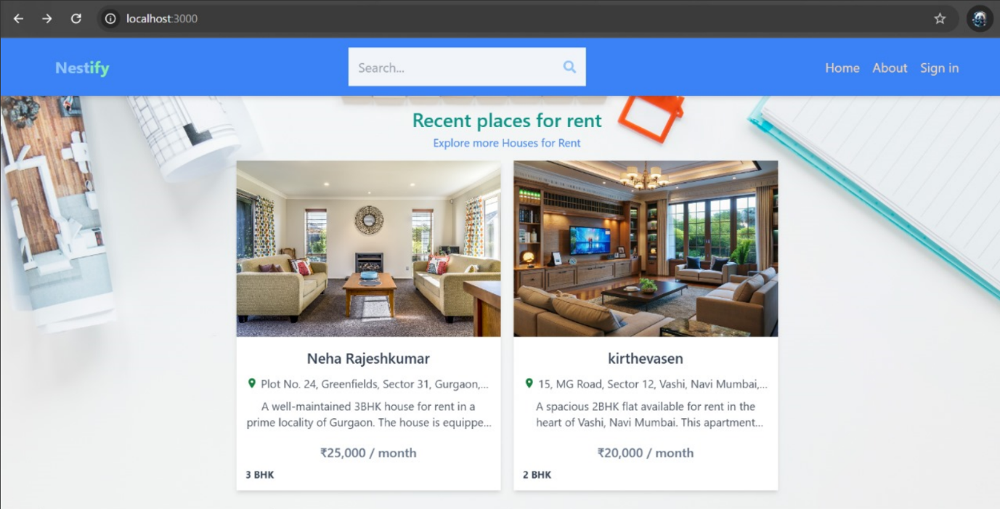 localhost:3000
Nestify
Search...
Home About Sign in
Recent places for rent
Explore more Houses for Rent
Neha Rajeshkumar
Plot No. 24, Greenfields, Sector 31, Gurgaon,...
A well-maintained 3BHK house for rent in a
prime locality of Gurgaon. The house is equippe...
₹25,000 / month
3 BHK
kirthevasen
15, MG Road, Sector 12, Vashi, Navi Mumbai,...
A spacious 2BHK flat available for rent in the
heart of Vashi, Navi Mumbai. This apartment...
₹20,000 / month
2 BHK